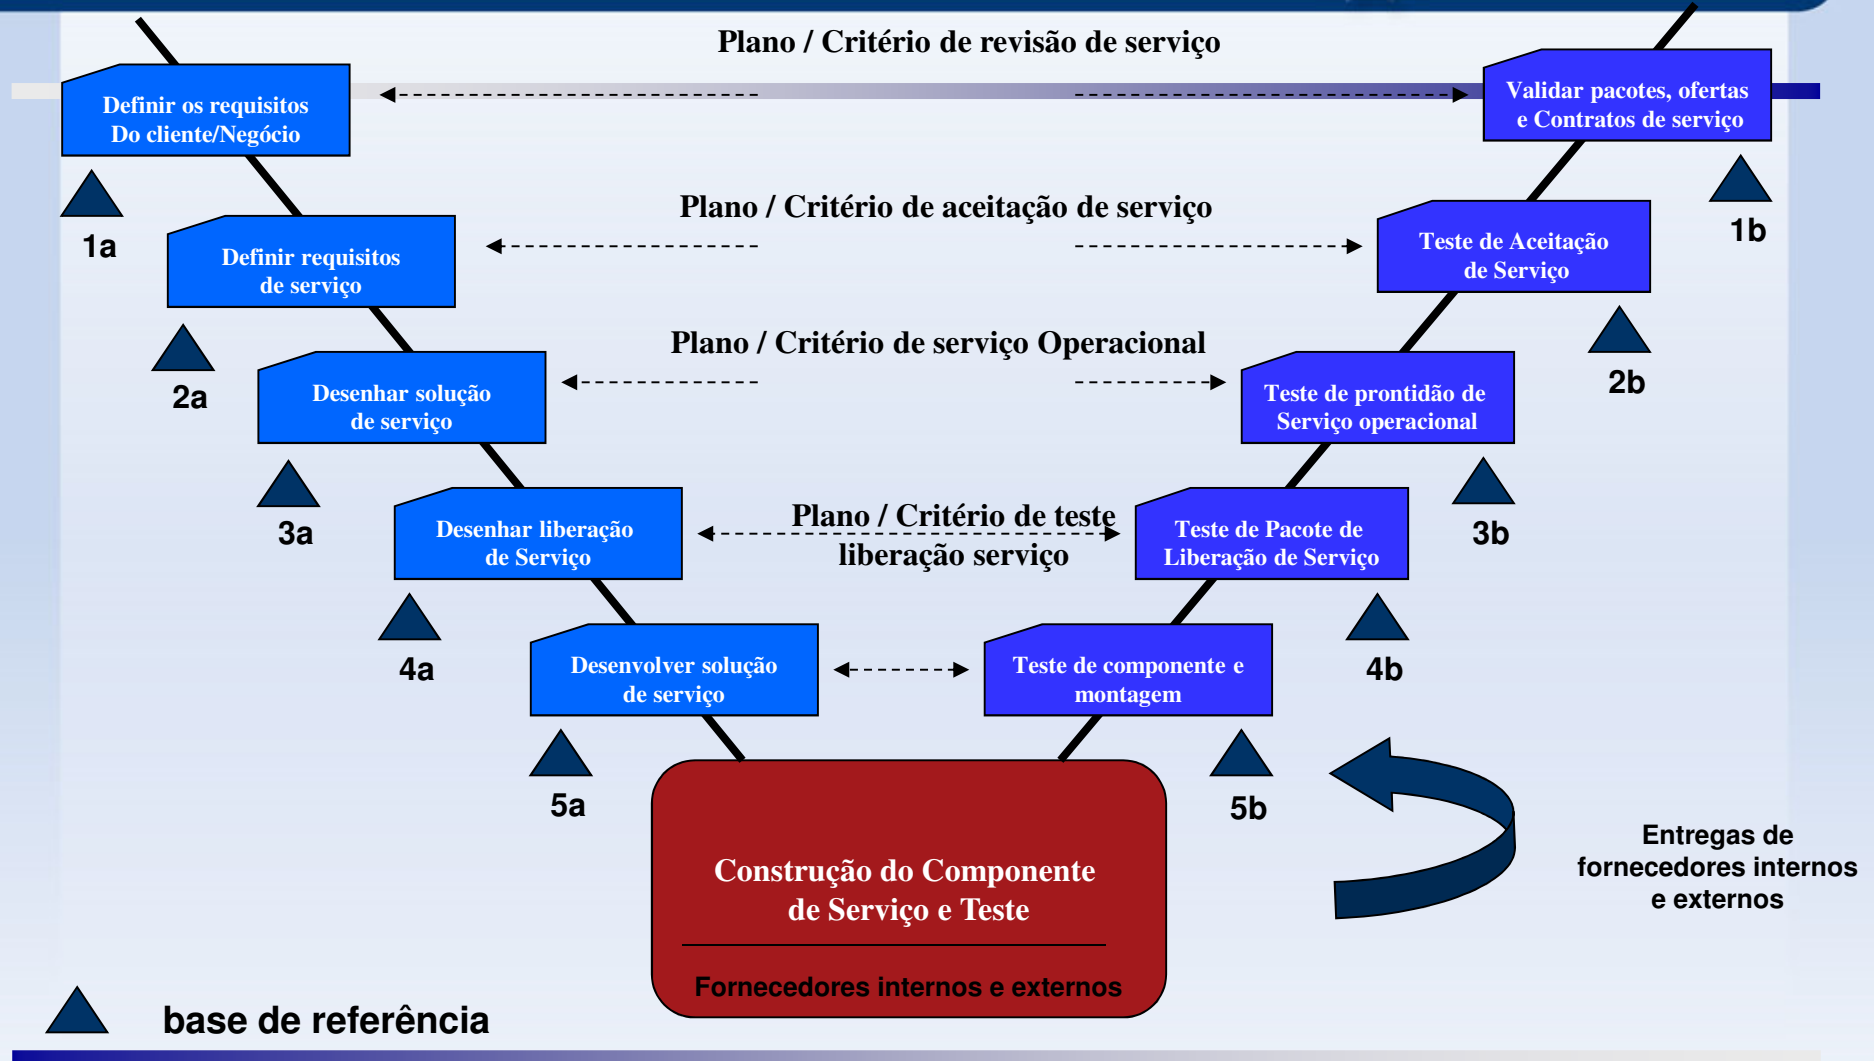 Plano / Critério de revisão de serviço
Definir os requisitos
Do cliente/Negócio
Validar pacotes, ofertas
e Contratos de serviço
1a
1b
Plano / Critério de aceitação de serviço
Definir requisitos
de serviço
Teste de Aceitação
de Serviço
2a
2b
Plano / Critério de serviço Operacional
Desenhar solução
de serviço
Teste de prontidão de
Serviço operacional
3a
3b
Plano / Critério de teste
liberação serviço
Desenhar liberação
de Serviço
Teste de Pacote de
Liberação de Serviço
4a
4b
Desenvolver solução
de serviço
Teste de componente e
montagem
5a
5b
Construção do Componente
de Serviço e Teste
Fornecedores internos e externos
Entregas de
fornecedores internos
e externos
base de referência